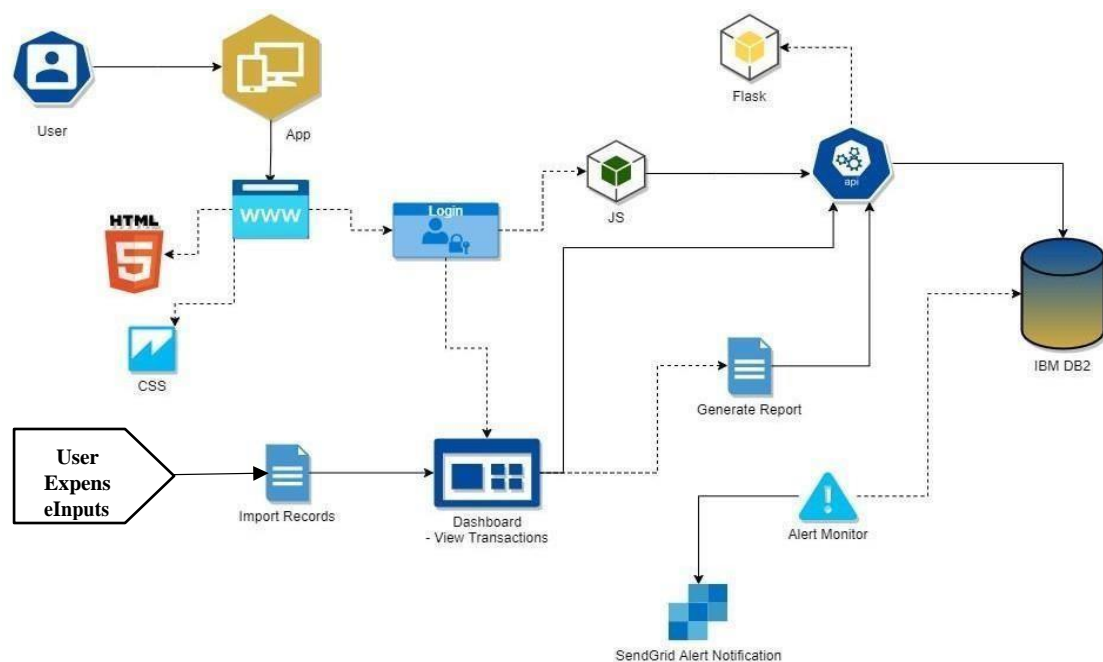 Flask
User
App
api
HTML
5
WWW
Login
JS
CSS
IBM DB2
Generate Report
User
Expens
eInputs
Import Records
Dashboard
- View Transactions
Alert Monitor
SendGrid Alert Notification